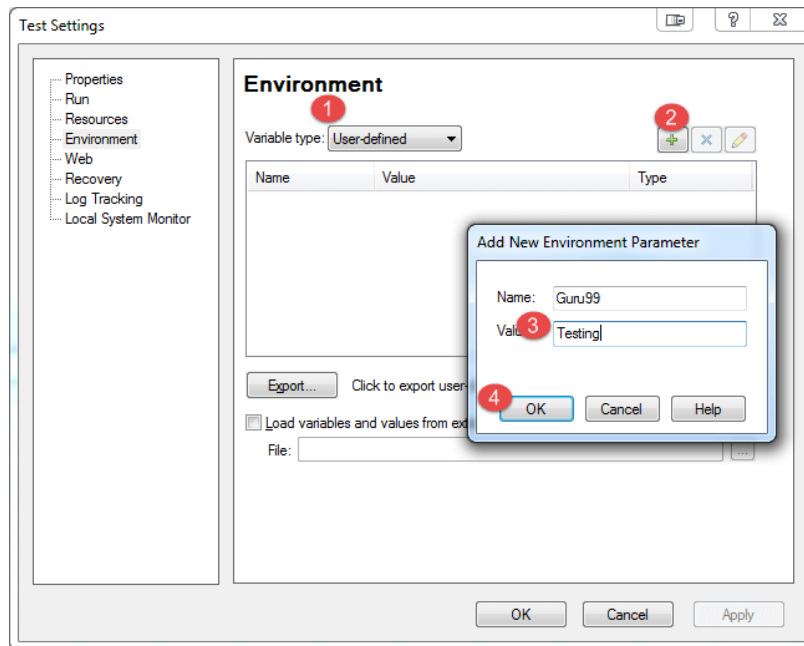 Test Settings
Properties
Run
Resources
Environment
Web
Recovery
Log Tracking
Local System Monitor
Environment
1
Variable type: User-defined
2
Name Value Type
Add New Environment Parameter
Name: Guru99
3 Testing
4
OK Cancel Help
Export... Click to export user-
Load variables and values from
File: ...
OK Cancel Apply